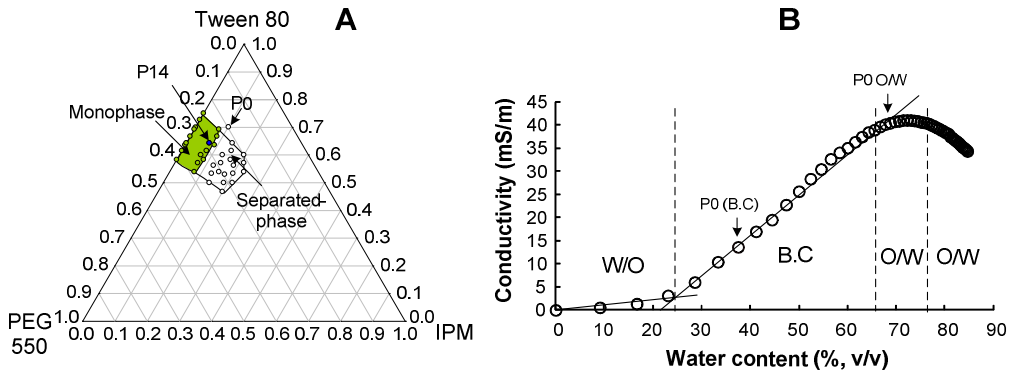 A
Tween 80
0.0 1.0
0.1 0.9
P14
0.2 0.8
P0
Monophase
0.3 0.7
0.4 0.6
0.5 0.5
Separated-
phase
0.6 0.4
0.7 0.3
0.8 0.2
0.9 0.1
PEG
550
1.0 0.0
0.0 0.1 0.2 0.3 0.4 0.5 0.6 0.7 0.8 0.9 1.0
IPM
B
P0 O/W
P0 (B.C)
W/O
B.C
O/W
O/W
Conductivity (mS/m)
45
40
35
30
25
20
15
10
5
0
0 10 20 30 40 50 60 70 80 90
Water content (%, v/v)